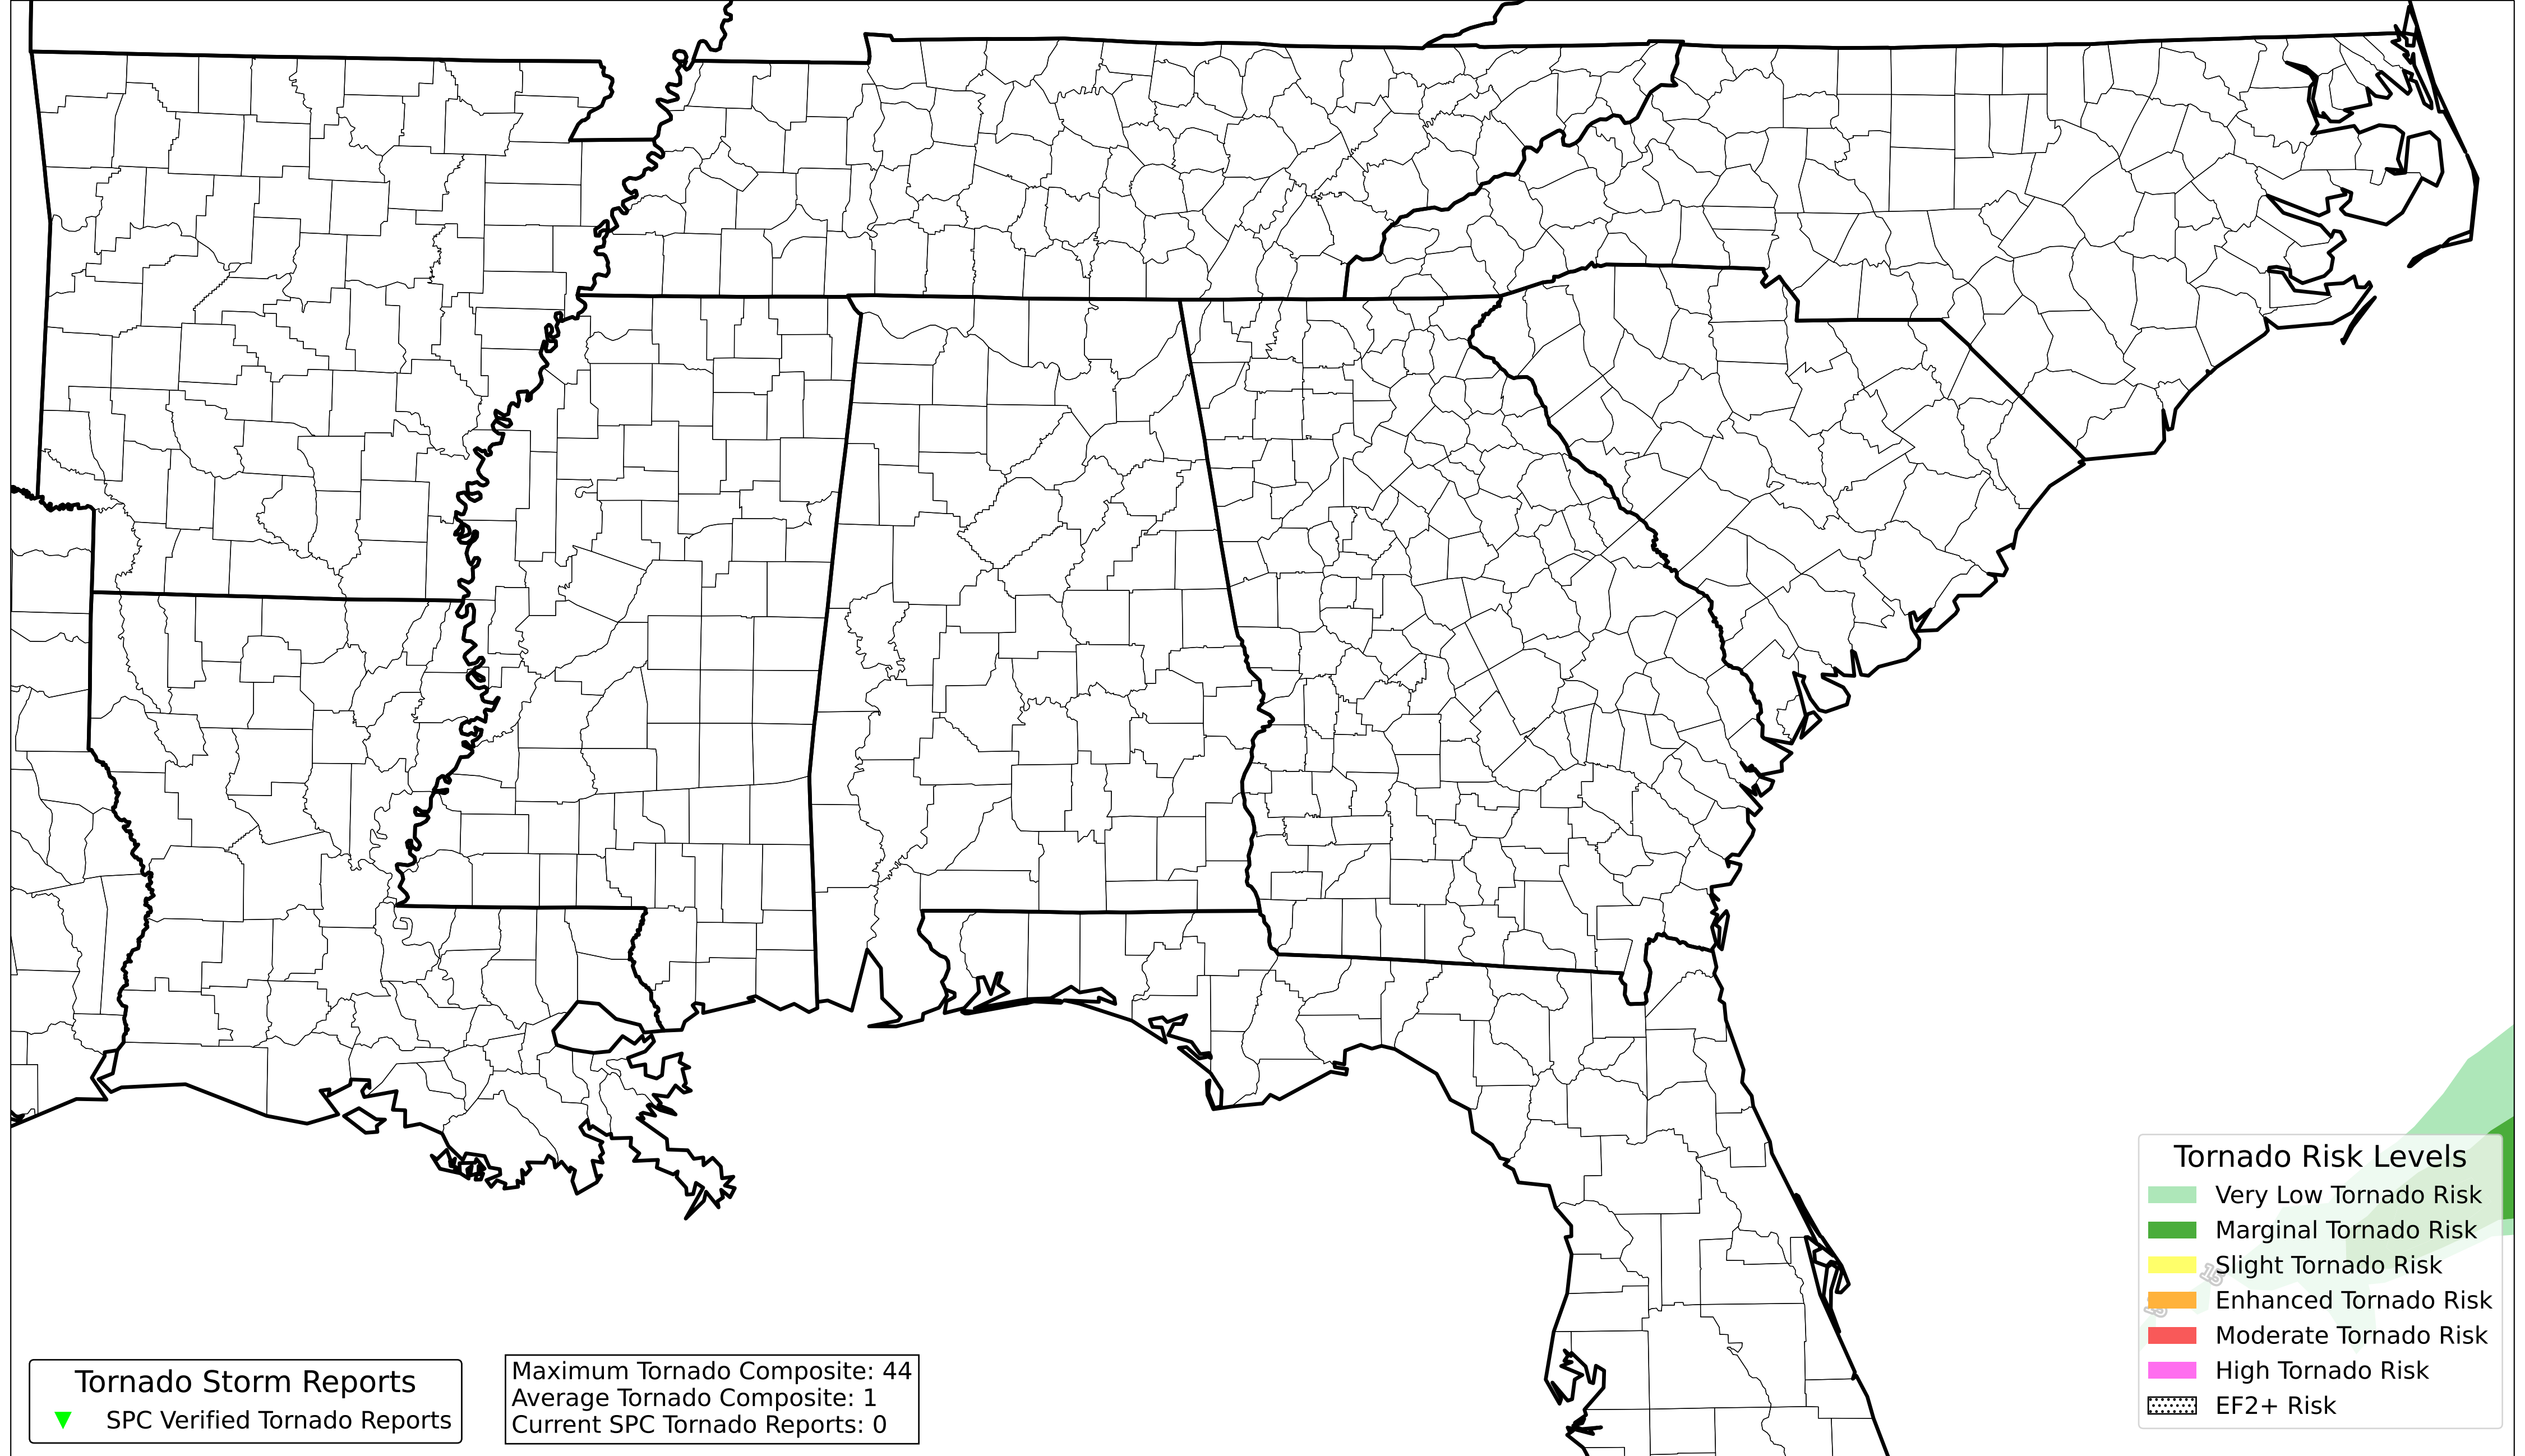 Tornado Risk Levels
Very Low Tornado Risk
Marginal Tornado Risk
15
Slight Tornado Risk
15
Enhanced Tornado Risk
Moderate Tornado Risk
High Tornado Risk
EF2+ Risk
Tornado Storm Reports
SPC Verified Tornado Reports
Maximum Tornado Composite: 44
Average Tornado Composite: 1
Current SPC Tornado Reports: 0